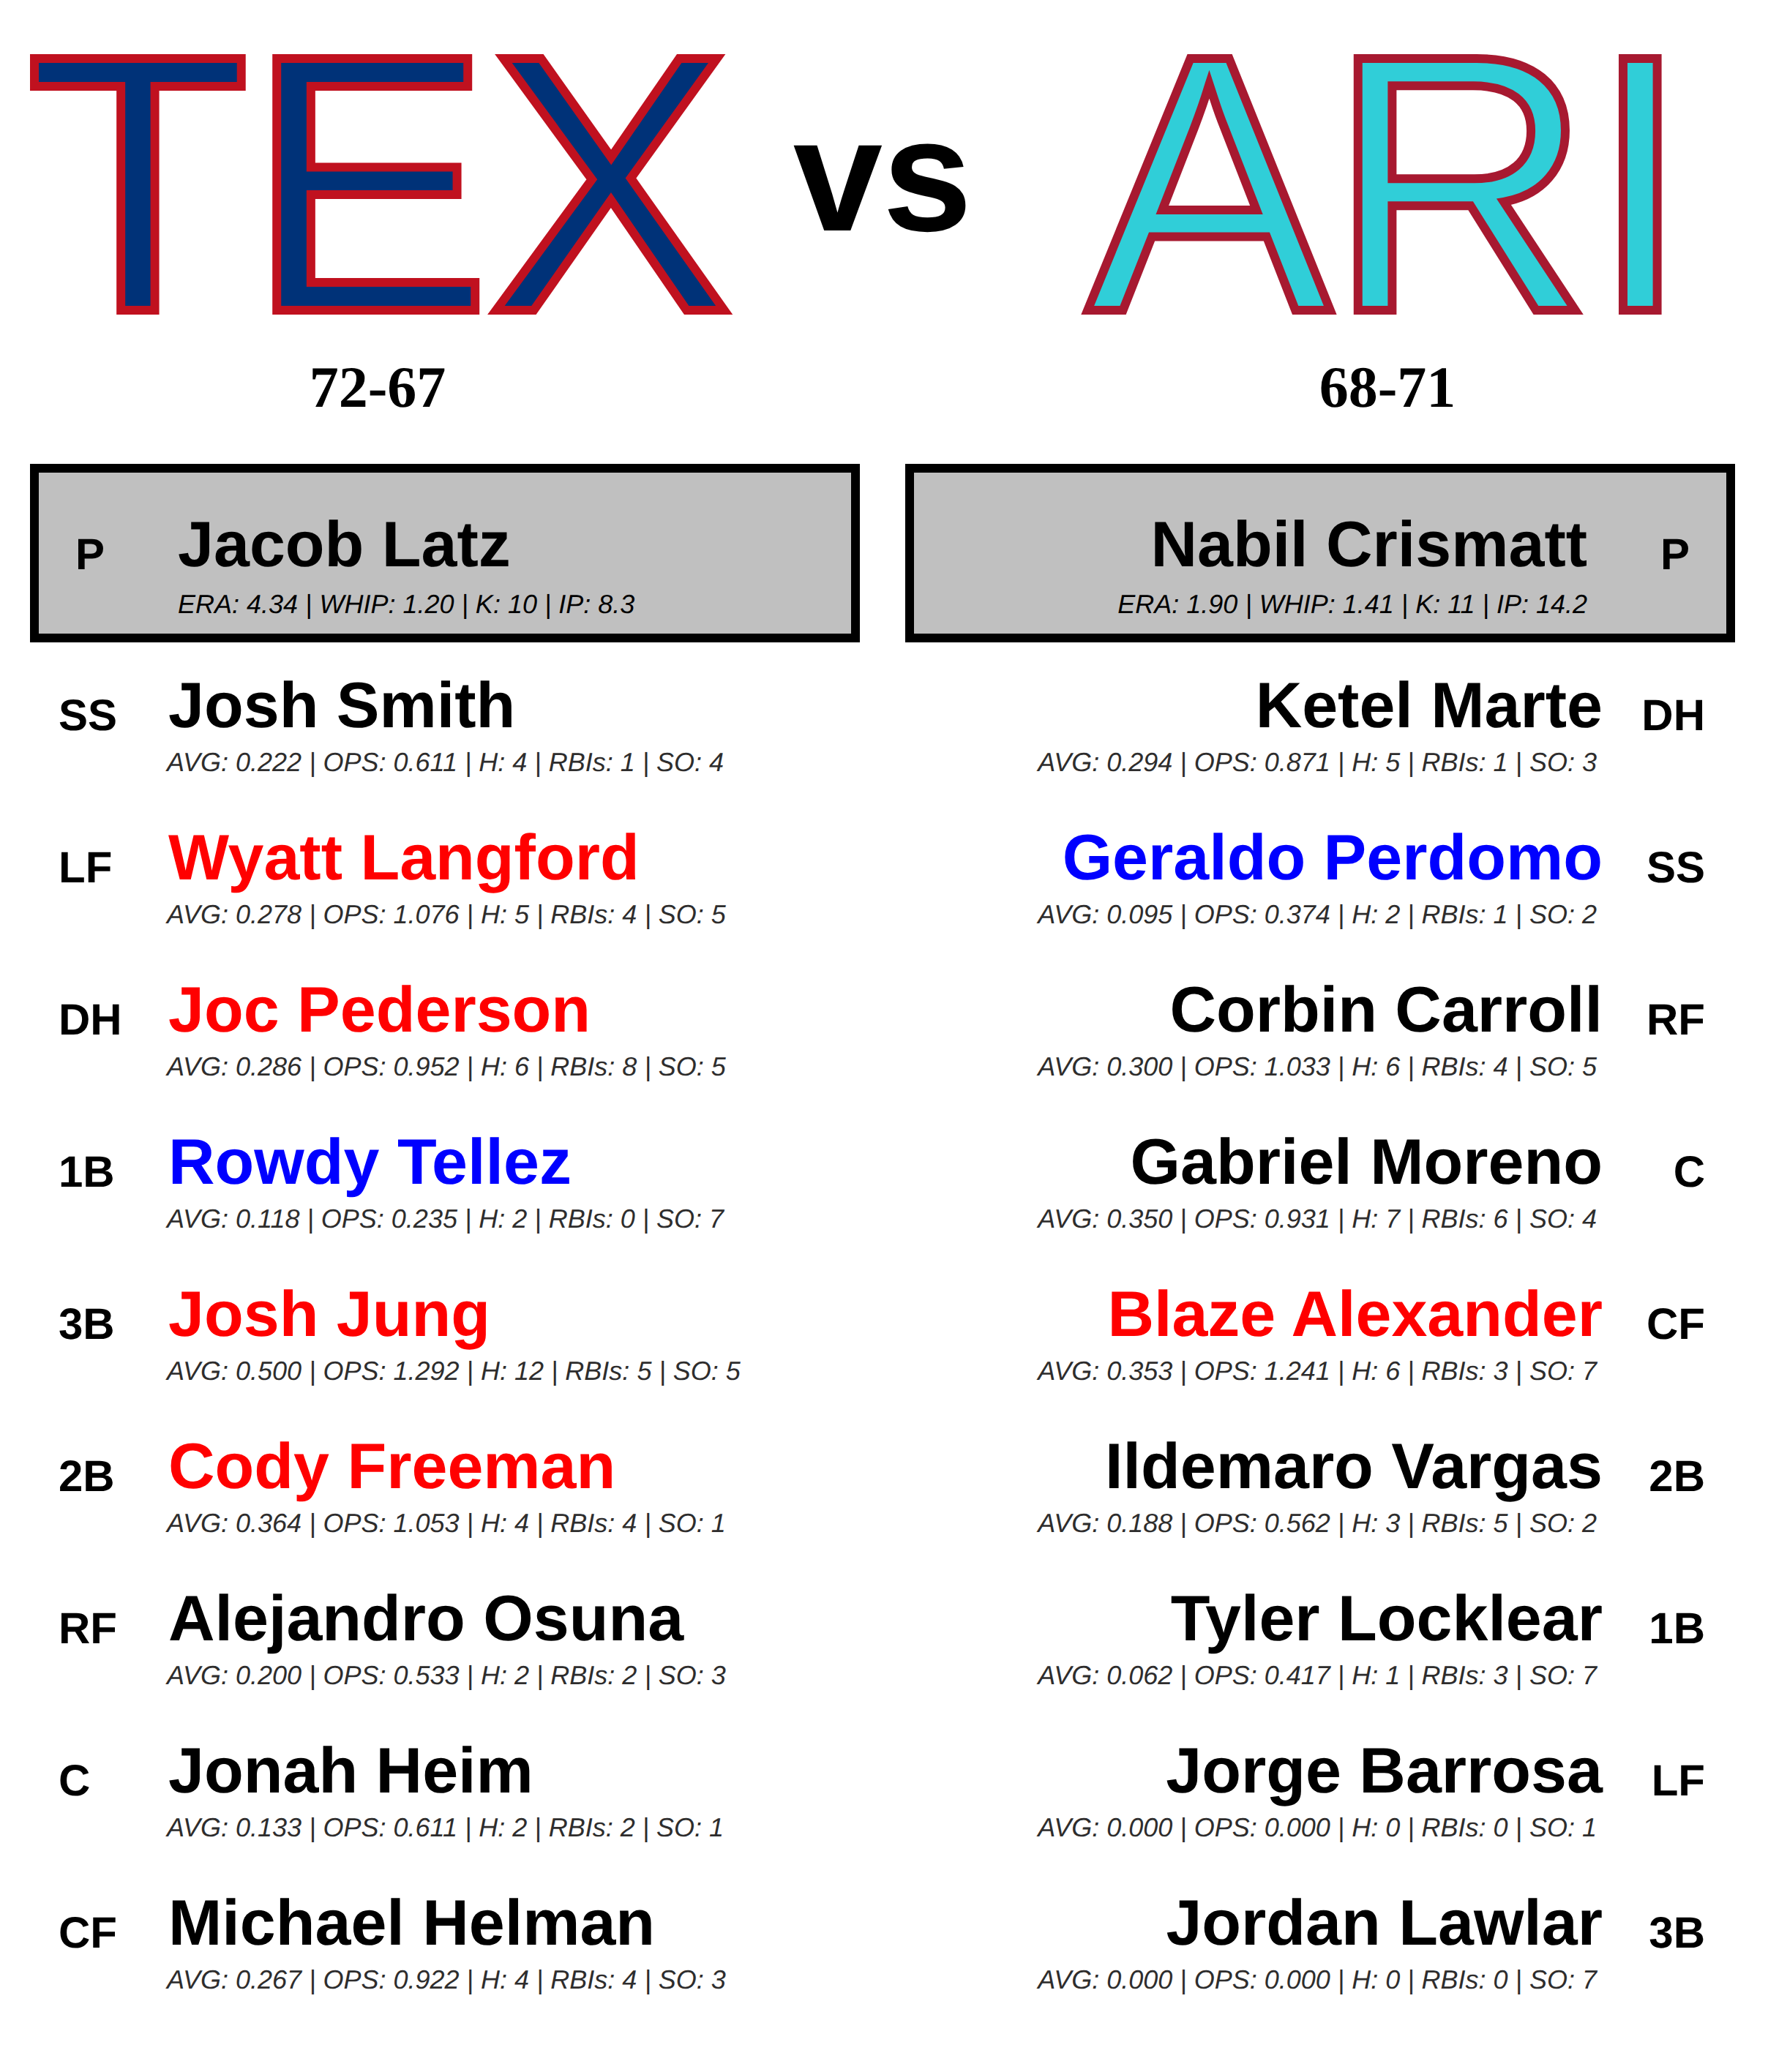 TEX vs ARI
72-67
68-71
P Jacob Latz
ERA: 4.34 | WHIP: 1.20 | K: 10 | IP: 8.3
Nabil Crismatt P
ERA: 1.90 | WHIP: 1.41 | K: 11 | IP: 14.2
SS Josh Smith
AVG: 0.222 | OPS: 0.611 | H: 4 | RBIs: 1 | SO: 4
LF Wyatt Langford
AVG: 0.278 | OPS: 1.076 | H: 5 | RBIs: 4 | SO: 5
DH Joc Pederson
AVG: 0.286 | OPS: 0.952 | H: 6 | RBIs: 8 | SO: 5
1B Rowdy Tellez
AVG: 0.118 | OPS: 0.235 | H: 2 | RBIs: 0 | SO: 7
3B Josh Jung
AVG: 0.500 | OPS: 1.292 | H: 12 | RBIs: 5 | SO: 5
2B Cody Freeman
AVG: 0.364 | OPS: 1.053 | H: 4 | RBIs: 4 | SO: 1
RF Alejandro Osuna
AVG: 0.200 | OPS: 0.533 | H: 2 | RBIs: 2 | SO: 3
C Jonah Heim
AVG: 0.133 | OPS: 0.611 | H: 2 | RBIs: 2 | SO: 1
CF Michael Helman
AVG: 0.267 | OPS: 0.922 | H: 4 | RBIs: 4 | SO: 3
Ketel Marte DH
AVG: 0.294 | OPS: 0.871 | H: 5 | RBIs: 1 | SO: 3
Geraldo Perdomo SS
AVG: 0.095 | OPS: 0.374 | H: 2 | RBIs: 1 | SO: 2
Corbin Carroll RF
AVG: 0.300 | OPS: 1.033 | H: 6 | RBIs: 4 | SO: 5
Gabriel Moreno C
AVG: 0.350 | OPS: 0.931 | H: 7 | RBIs: 6 | SO: 4
Blaze Alexander CF
AVG: 0.353 | OPS: 1.241 | H: 6 | RBIs: 3 | SO: 7
Ildemaro Vargas 2B
AVG: 0.188 | OPS: 0.562 | H: 3 | RBIs: 5 | SO: 2
Tyler Locklear 1B
AVG: 0.062 | OPS: 0.417 | H: 1 | RBIs: 3 | SO: 7
Jorge Barrosa LF
AVG: 0.000 | OPS: 0.000 | H: 0 | RBIs: 0 | SO: 1
Jordan Lawlar 3B
AVG: 0.000 | OPS: 0.000 | H: 0 | RBIs: 0 | SO: 7